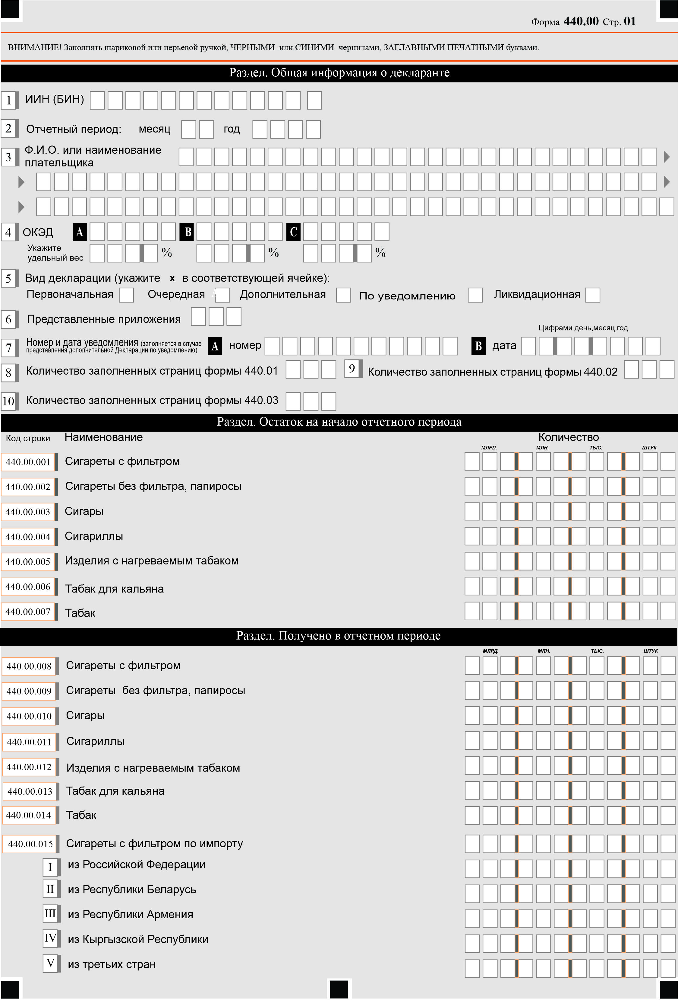 Форма 440.00 Стр. 01
ВНИМАНИЕ! Заполнять шариковой или перьевой ручкой, ЧЕРНЫМИ или СИНИМИ чернилами, ЗАГЛАВНЫМИ ПЕЧАТНЫМИ буквами.
Раздел. Общая информация о декларанте
1 ИИН (БИН)
2 Отчетный период: месяц год
3 Ф.И.О. или наименование
плательщика
4 ОКЭД A B C
Укажите
удельный вес % % %
5 Вид декларации (укажите х в соответствующей ячейке):
Первоначальная Очередная A Дополнительная По уведомлению Ликвидационная
6 Представленные приложения
Цифрами день,месяц,год
7 Номер и дата уведомления (заполняется в случае
представления дополнительной Декларации по уведомлению) A номер B дата
8 Количество заполненных страниц формы 440.01 9 Количество заполненных страниц формы 440.02
10 Количество заполненных страниц формы 440.03
Раздел. Остаток на начало отчетного периода
Код строки Наименование Количество
МЛРД. МЛН. ТЫС. ШТУК
440.00.001 Сигареты с фильтром
440.00.002 Сигареты без фильтра, папиросы
440.00.003 Сигары
440.00.004 Сигариллы
440.00.005 Изделия с нагреваемым табаком
440.00.006 Табак для кальяна
440.00.007 Табак
Раздел. Получено в отчетном периоде
МЛРД. МЛН. ТЫС. ШТУК
440.00.008 Сигареты с фильтром
440.00.009 Сигареты без фильтра, папиросы
440.00.010 Сигары
440.00.011 Сигариллы
440.00.012 Изделия с нагреваемым табаком
440.00.013 Табак для кальяна
440.00.014 Табак
440.00.015 Сигареты с фильтром по импорту
I из Российской Федерации
II из Республики Беларусь
III из Республики Армения
IV из Кыргызской Республики
V из третьих стран